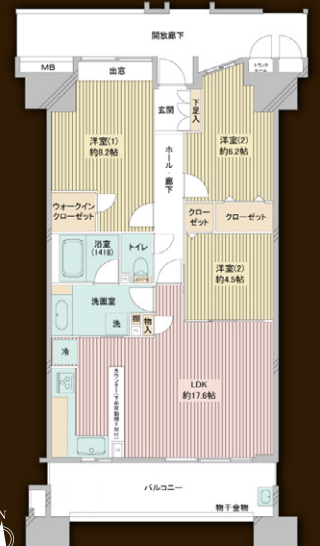 開放廊下
MB
出窓
玄関
下足入
トランク
ルーム
洋室(1)
約8.2帖
洋室(2)
約6.2帖
ホール・廊下
ウォークイン
クローゼット
クロー
ゼット
クローゼット
浴室
(1418)
トイレ
洋室(2)
約4.5帖
洗面室
洗
棚
物入
冷
LDK
約17.6帖
バルコニー
物干金物
N